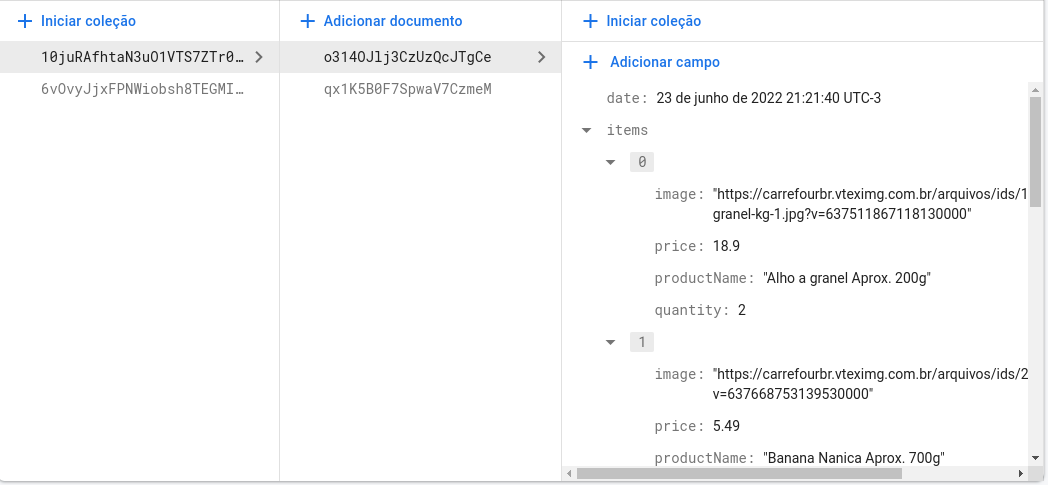 Iniciar coleção
10juRAfhtaN3uO1VTS7ZTr0…
6vOvyJjxFPNWiobsh8TEGMI…
Adicionar documento
o314OJlj3CzUzQcJTgCe
qx1K5B0F7SpwaV7CzmeM
Iniciar coleção
Adicionar campo
date: 23 de junho de 2022 21:21:40 UTC-3
items
0
image: "https://carrefourbr.vteximg.com.br/arquivos/ids/1
granel-kg-1.jpg?v=637511867118130000"
price: 18.9
productName: "Alho a granel Aprox. 200g"
quantity: 2
1
image: "https://carrefourbr.vteximg.com.br/arquivos/ids/2
v=637668753139530000"
price: 5.49
productName: "Banana Nanica Aprox. 700g"